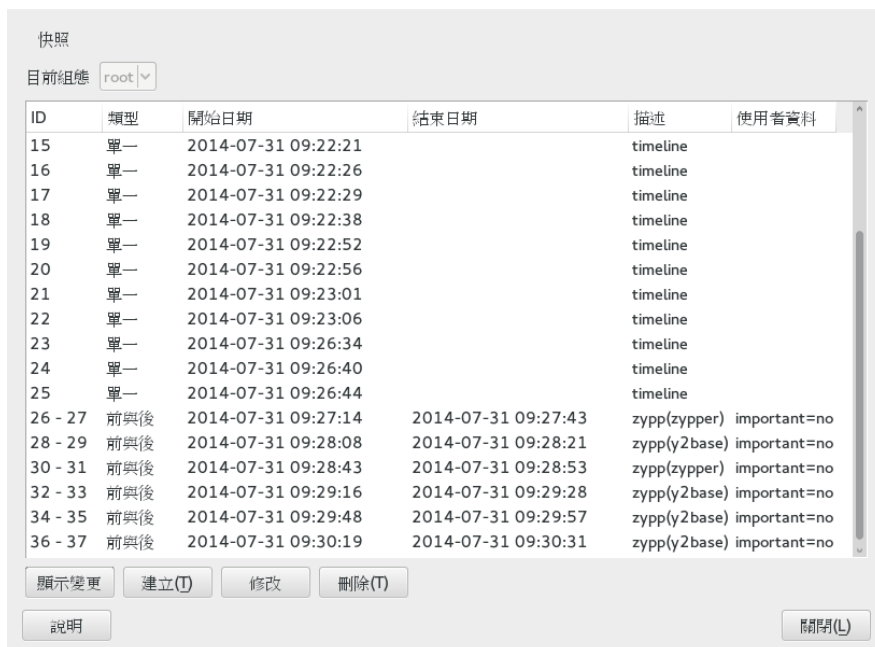 快照
目前組態 root
ID 類型 開始日期 結束日期 描述 使用者資料
15 單一 2014-07-31 09:22:21 timeline
16 單一 2014-07-31 09:22:26 timeline
17 單一 2014-07-31 09:22:29 timeline
18 單一 2014-07-31 09:22:38 timeline
19 單一 2014-07-31 09:22:52 timeline
20 單一 2014-07-31 09:22:56 timeline
21 單一 2014-07-31 09:23:01 timeline
22 單一 2014-07-31 09:23:06 timeline
23 單一 2014-07-31 09:26:34 timeline
24 單一 2014-07-31 09:26:40 timeline
25 單一 2014-07-31 09:26:44 timeline
26 - 27 前與後 2014-07-31 09:27:14 2014-07-31 09:27:43 zypp(zypper) important=no
28 - 29 前與後 2014-07-31 09:28:08 2014-07-31 09:28:21 zypp(y2base) important=no
30 - 31 前與後 2014-07-31 09:28:43 2014-07-31 09:28:53 zypp(zypper) important=no
32 - 33 前與後 2014-07-31 09:29:16 2014-07-31 09:29:28 zypp(y2base) important=no
34 - 35 前與後 2014-07-31 09:29:48 2014-07-31 09:29:57 zypp(y2base) important=no
36 - 37 前與後 2014-07-31 09:30:19 2014-07-31 09:30:31 zypp(y2base) important=no
顯示變更 建立(T) 修改 刪除(T)
說明 關閉(L)